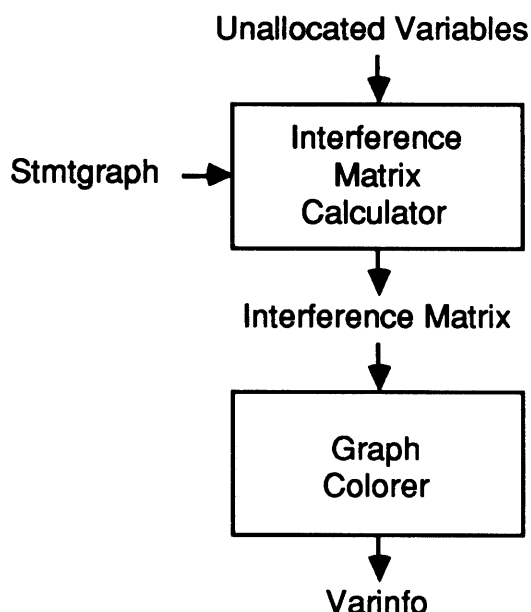 Unallocated Variables
Interference
Matrix
Calculator
Stmtgraph
Interference Matrix
Graph
Colorer
Varinfo